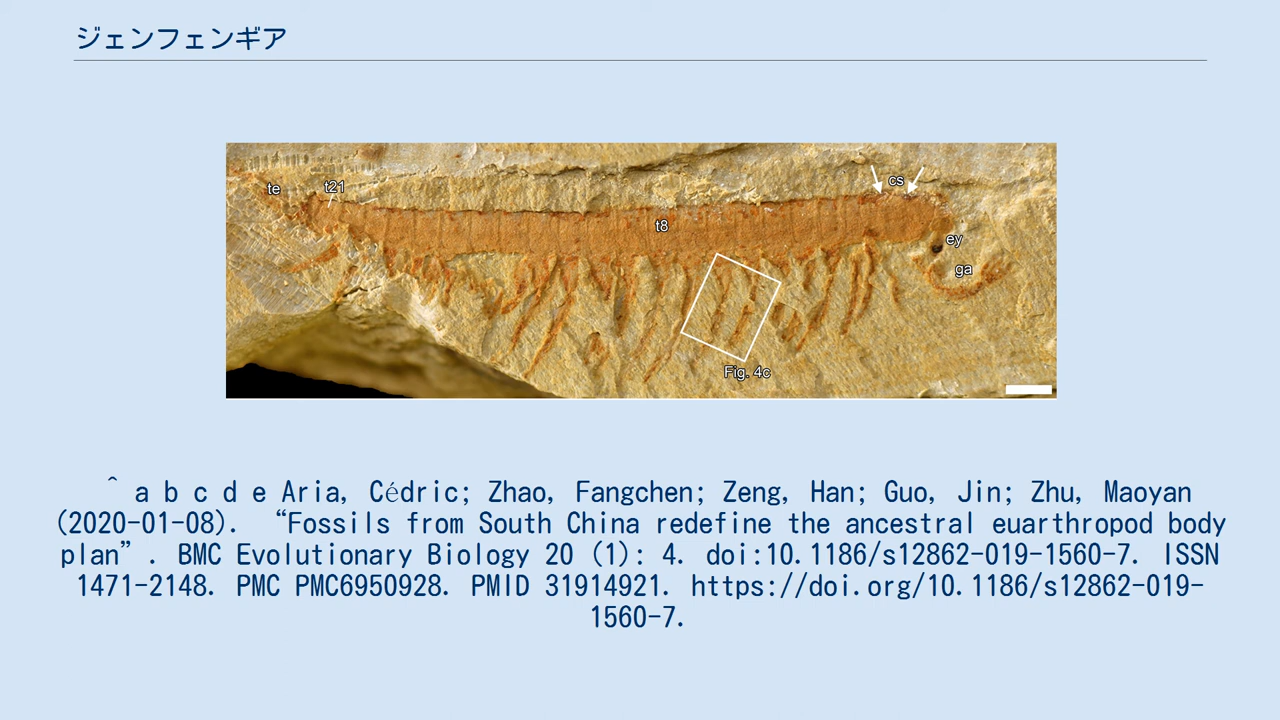 ジェンフェンギア
te
t21
cs
t8
ey
ga
Fig. 4c
^ a b c d e Aria, Cédric; Zhao, Fangchen; Zeng, Han; Guo, Jin; Zhu, Maoyan
(2020-01-08). “Fossils from South China redefine the ancestral euarthropod body
plan”. BMC Evolutionary Biology 20 (1): 4. doi:10.1186/s12862-019-1560-7. ISSN
1471-2148. PMC PMC6950928. PMID 31914921. https://doi.org/10.1186/s12862-019-
1560-7.